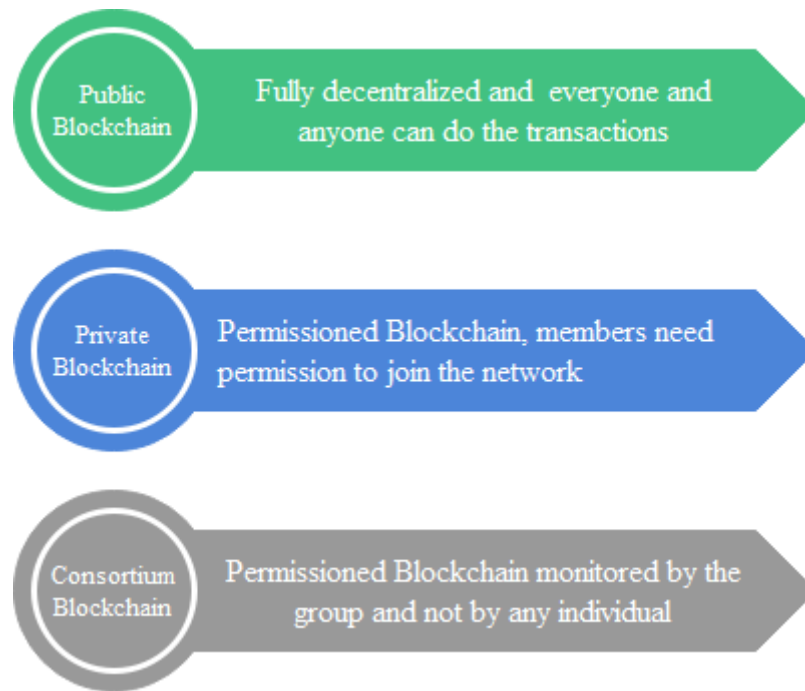 Public
Blockchain
Fully decentralized and everyone and
anyone can do the transactions
Private
Blockchain
Permissioned Blockchain, members need
permission to join the network
Consortium
Blockchain
Permissioned Blockchain monitored by the
group and not by any individual